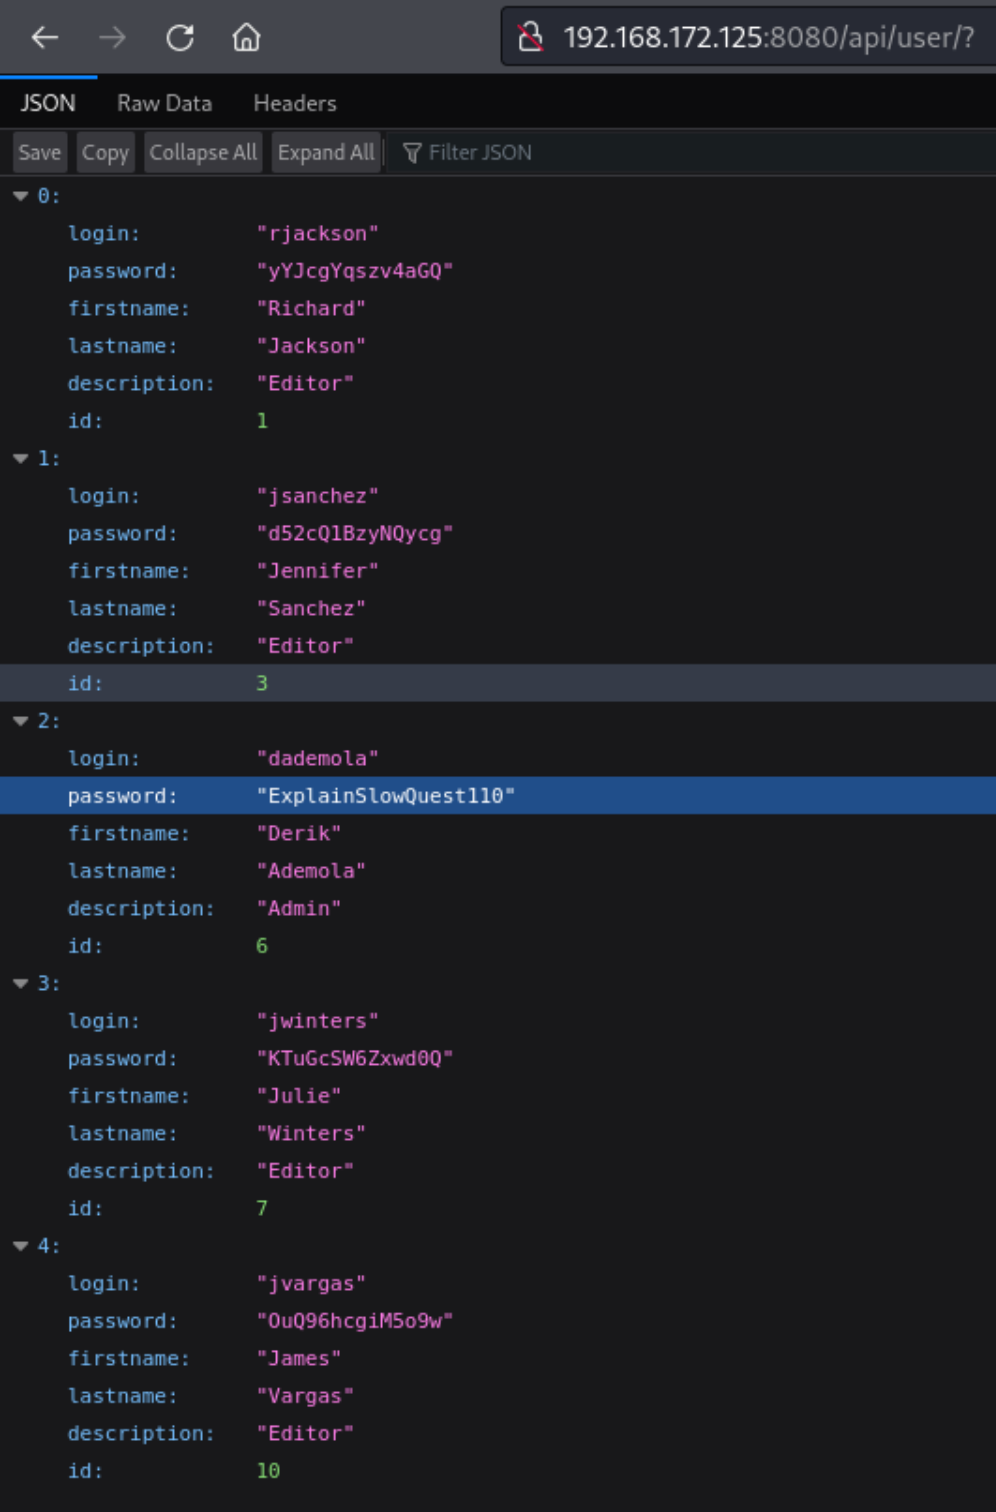 192.168.172.125:8080/api/user/?
JSON Raw Data Headers
Save Copy Collapse All Expand All Filter JSON
0:
login: "rjackson"
password: "yYJcgYqszv4aGQ"
firstname: "Richard"
lastname: "Jackson"
description: "Editor"
id: 1
1:
login: "jsanchez"
password: "d52cQ1BzyNQycg"
firstname: "Jennifer"
lastname: "Sanchez"
description: "Editor"
id: 3
2:
login: "dademola"
password: "ExplainSlowQuest110"
firstname: "Derik"
lastname: "Ademola"
description: "Admin"
id: 6
3:
login: "jwinters"
password: "KTuGcSW6Zxwd0Q"
firstname: "Julie"
lastname: "Winters"
description: "Editor"
id: 7
4:
login: "jvargas"
password: "OuQ96hcgiM5o9w"
firstname: "James"
lastname: "Vargas"
description: "Editor"
id: 10